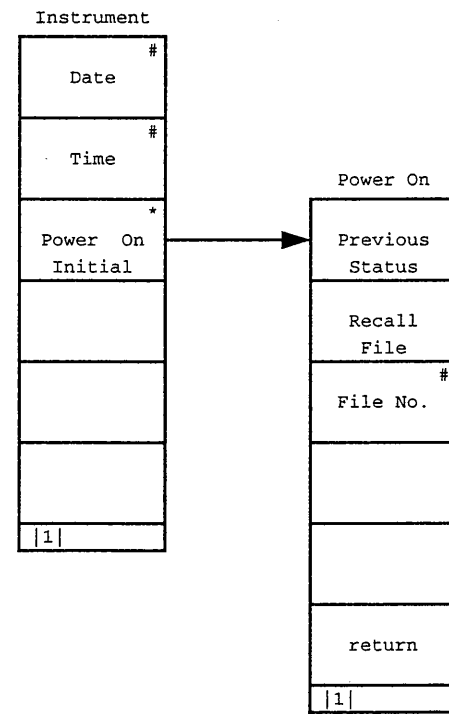 Instrument
#
Date
#
Time
*
Power On
Initial
|1|
Power On
Previous
Status
Recall
File
#
File No.
return
|1|